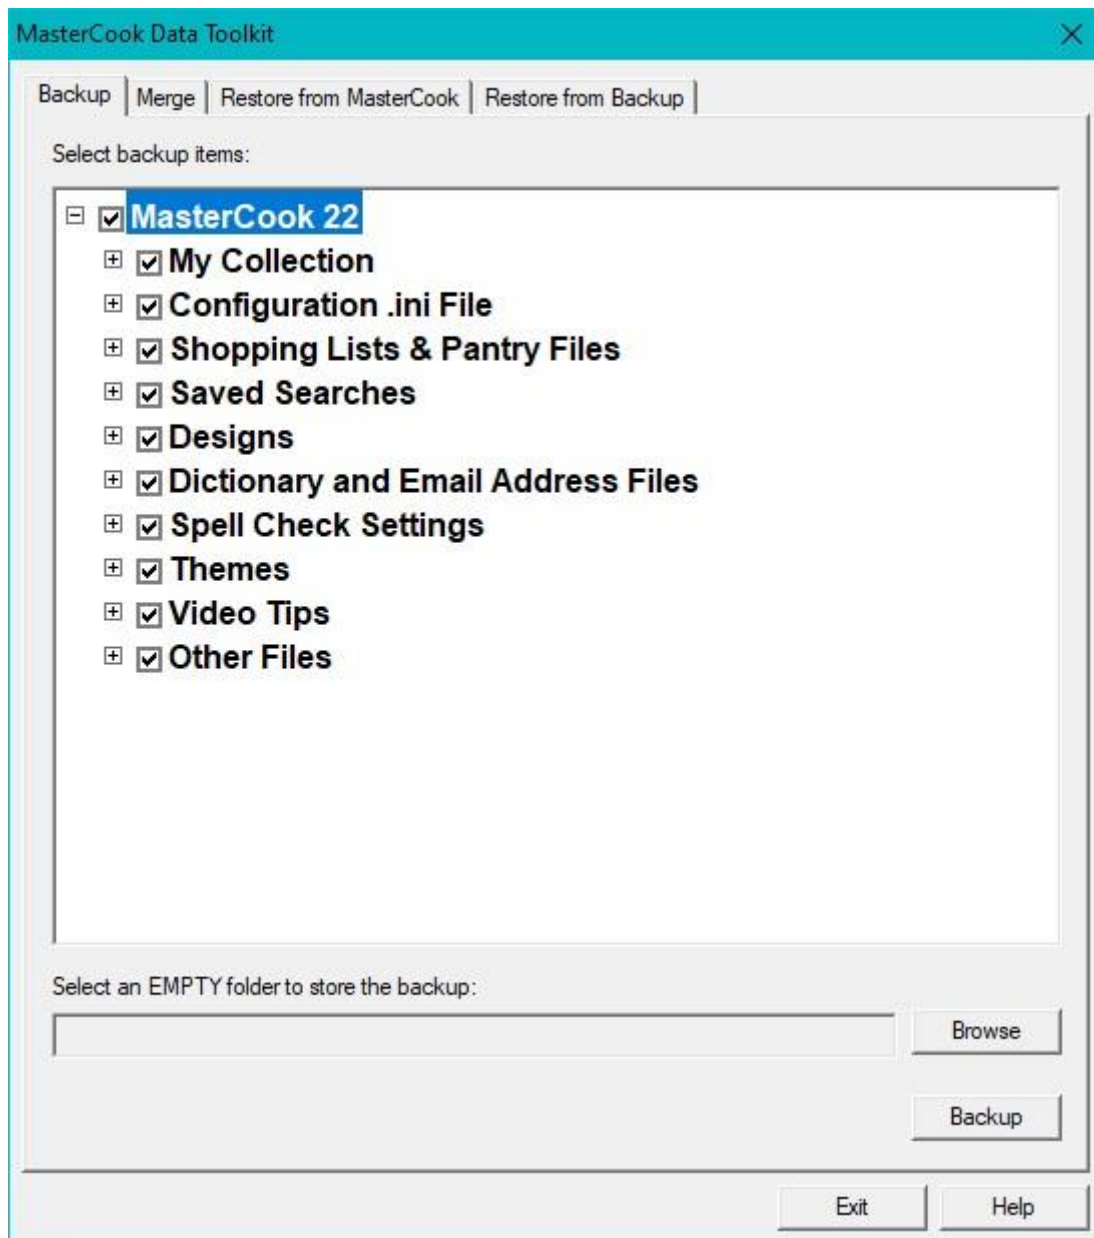 MasterCook Data Toolkit
Backup Merge Restore from MasterCook Restore from Backup
Select backup items:
MasterCook 22
My Collection
Configuration .ini File
Shopping Lists & Pantry Files
Saved Searches
Designs
Dictionary and Email Address Files
Spell Check Settings
Themes
Video Tips
Other Files
Select an EMPTY folder to store the backup:
Browse
Backup
Exit Help